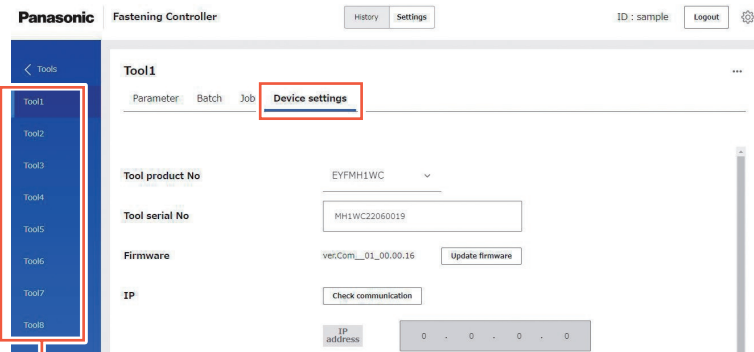 Panasonic Fastening Controller History Settings ID : sample Logout
Tools
Tool1
Tool2
Tool3
Tool4
Tool5
Tool6
Tool7
Tool8
Tool1
Parameter Batch Job Device settings
Tool product No EYFMH1WC
Tool serial No MH1WC22060019
Firmware ver.Com__01_00.00.16 Update firmware
IP Check communication
IP address 0 . 0 . 0 . 0